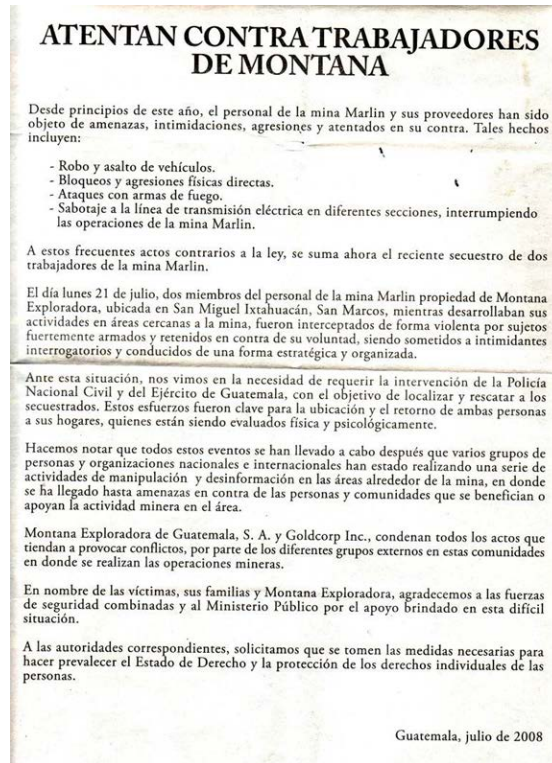 ATENTAN CONTRA TRABAJADORES
DE MONTANA
Desde principios de este año, el personal de la mina Marlin y sus proveedores han sido
objeto de amenazas, intimidaciones, agresiones y atentados en su contra. Tales hechos
incluyen:
- Robo y asalto de vehículos.
- Bloqueos y agresiones físicas directas.
- Ataques con armas de fuego.
- Sabotaje a la línea de transmisión eléctrica en diferentes secciones, interrumpiendo
las operaciones de la mina Marlin.
A estos frecuentes actos contrarios a la ley, se suma ahora el reciente secuestro de dos
trabajadores de la mina Marlin.
El día lunes 21 de julio, dos miembros del personal de la mina Marlin propiedad de Montana
Exploradora, ubicada en San Miguel Ixtahuacán, San Marcos, mientras desarrollaban sus
actividades en áreas cercanas a la mina, fueron interceptados de forma violenta por sujetos
fuertemente armados y retenidos en contra de su voluntad, siendo sometidos a intimidantes
interrogatorios y conducidos de una forma estratégica y organizada.
Ante esta situación, nos vimos en la necesidad de requerir la intervención de la Policía
Nacional Civil y del Ejército de Guatemala, con el objetivo de localizar y rescatar a los
secuestrados. Estos esfuerzos fueron clave para la ubicación y el retorno de ambas personas
a sus hogares, quienes están siendo evaluados física y psicológicamente.
Hacemos notar que todos estos eventos se han llevado a cabo después que varios grupos de
personas y organizaciones nacionales e internacionales han estado realizando una serie de
actividades de manipulación y desinformación en las áreas alrededor de la mina, en donde
se ha llegado hasta amenazas en contra de las personas y comunidades que se benefician o
apoyan la actividad minera en el área.
Montana Exploradora de Guatemala, S. A. y Goldcorp Inc., condenan todos los actos que
tiendan a provocar conflictos, por parte de los diferentes grupos externos en estas comunidades
en donde se realizan las operaciones mineras.
En nombre de las víctimas, sus familias y Montana Exploradora, agradecemos a las fuerzas
de seguridad combinadas y al Ministerio Público por el apoyo brindado en esta difícil
situación.
A las autoridades correspondientes, solicitamos que se tomen las medidas necesarias para
hacer prevalecer el Estado de Derecho y la protección de los derechos individuales de las
personas.
Guatemala, julio de 2008